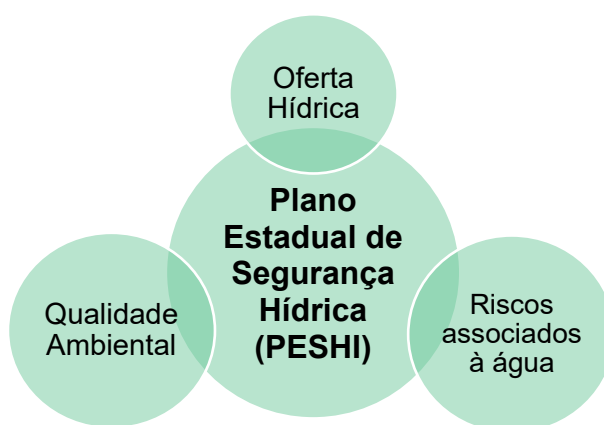 Oferta
Hídrica
Plano
Estadual de
Segurança
Hídrica
(PESHI)
Qualidade
Ambiental
Riscos
associados
à água